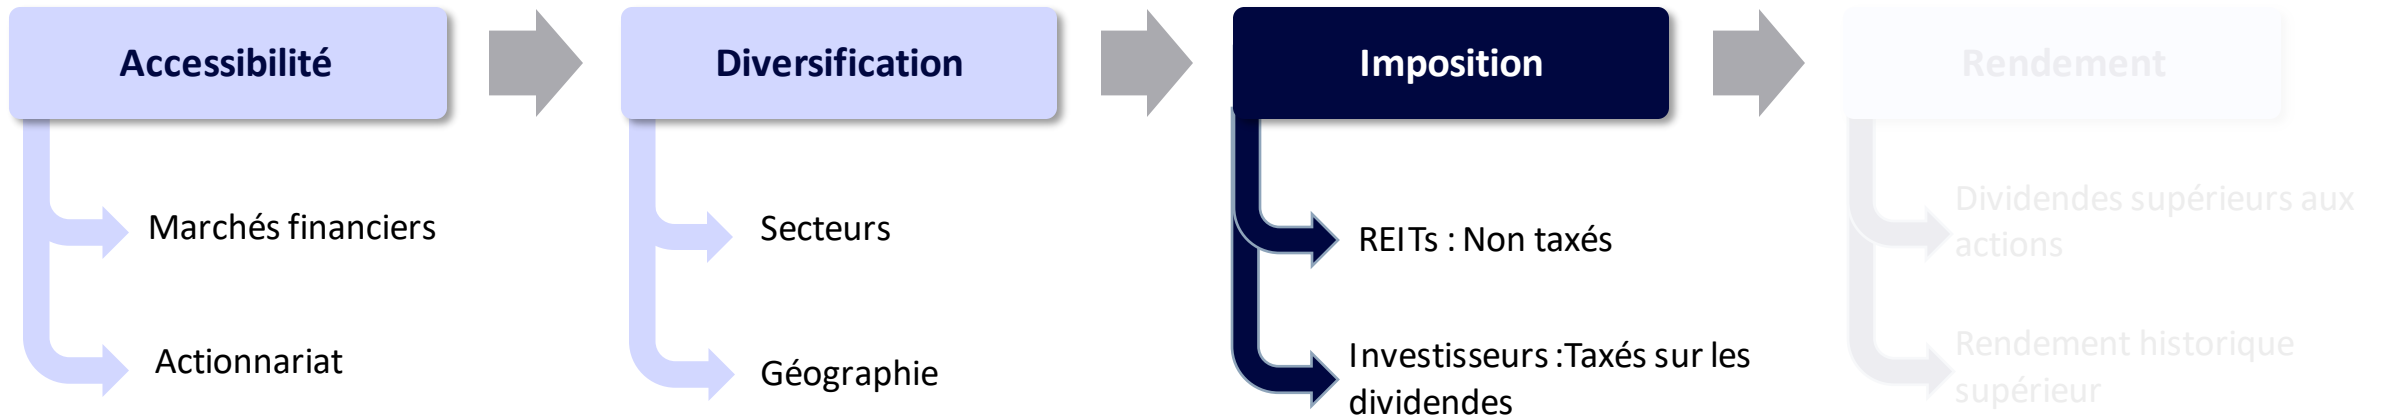 Accessibilité
Marchés financiers
Actionnariat
Diversification
Secteurs
Géographie
Imposition
REITs : Non taxés
Investisseurs :Taxés sur les
dividendes
Rendement
Dividendes supérieurs aux
actions
Rendement historique
supérieur